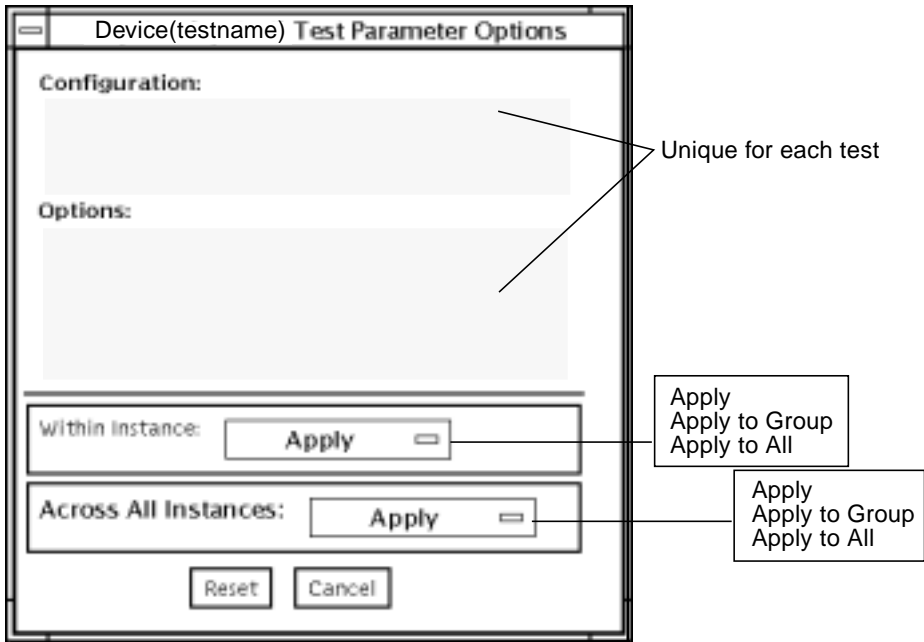 Device(testname) Test Parameter Options
Configuration:
Unique for each test
Options:
Within Instance:
Apply
Apply
Apply to Group
Apply to All
Across All Instances:
Apply
Apply
Apply to Group
Apply to All
Reset
Cancel